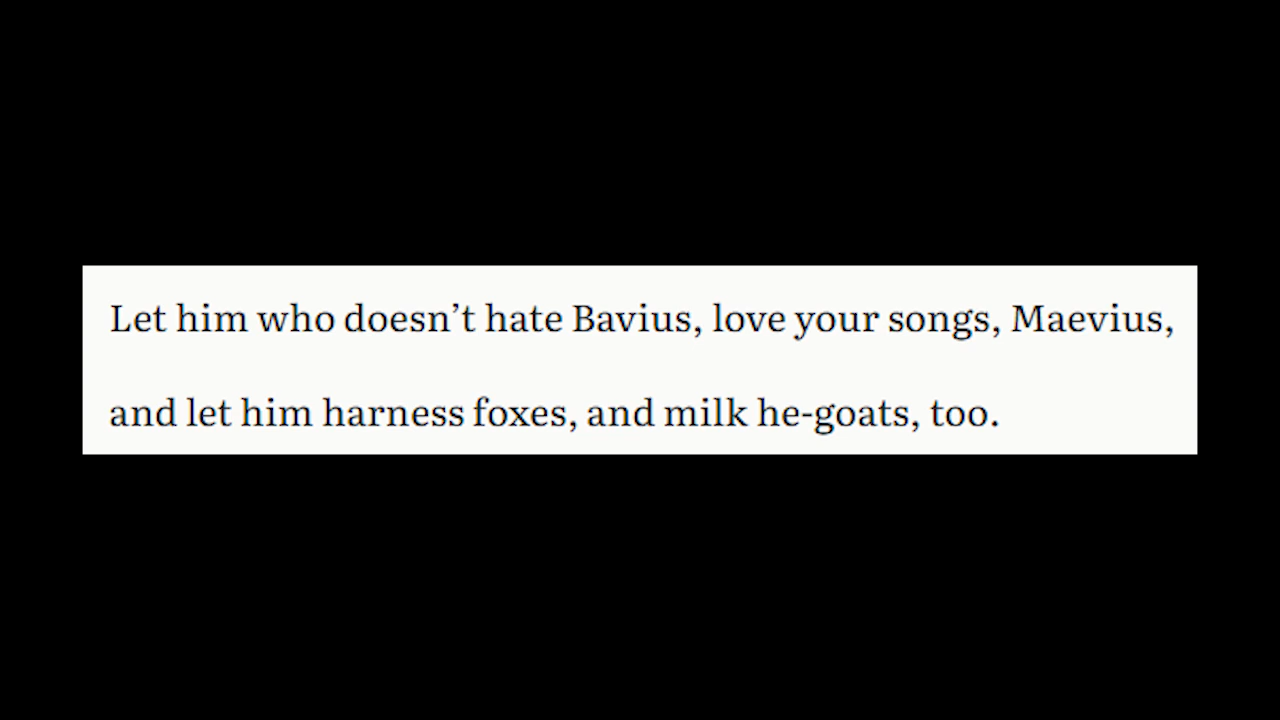 Let him who doesn’t hate Bavius, love your songs, Maevius,
and let him harness foxes, and milk he-goats, too.